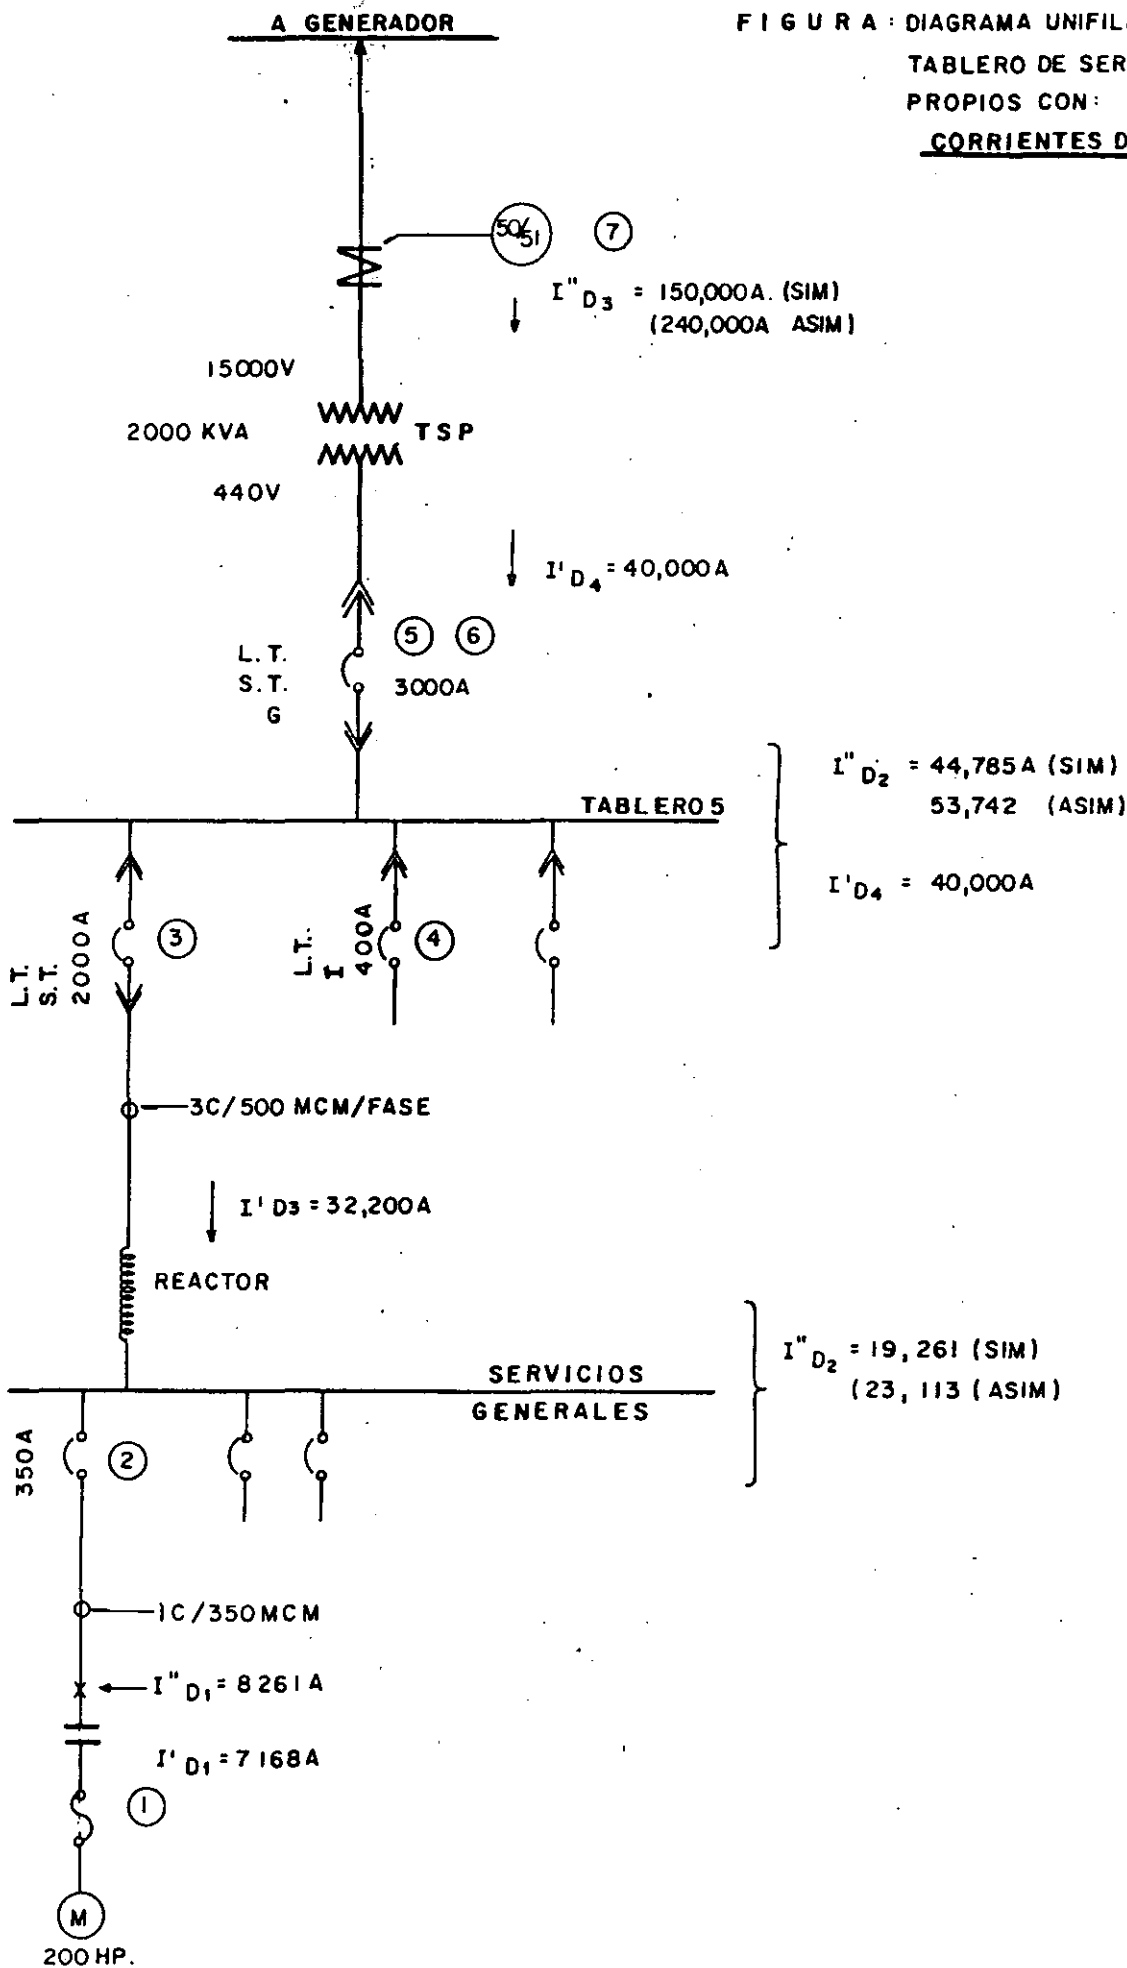 A GENERADOR
FIGURA : DIAGRAMA UNIFIL
TABLERO DE SER
PROPIOS CON:
CORRIENTES D
50/51
7
I"D3 = 150,000A. (SIM)
(240,000A ASIM)
15000V
2000 KVA
TSP
440V
I'D4 = 40,000A
5
6
L.T.
S.T.
G
3000A
I"D2 = 44,785A (SIM)
53,742 (ASIM)
TABLERO 5
I'D4 = 40,000A
L.T.
S.T.
2000A
3
L.T.
I
400A
4
3C/500 MCM/FASE
I'D3 = 32,200A
REACTOR
I"D2 = 19,261 (SIM)
(23,113 (ASIM)
SERVICIOS
GENERALES
350A
2
1C/350MCM
I"D1 = 8261A
I'D1 = 7168A
1
M
200 HP.